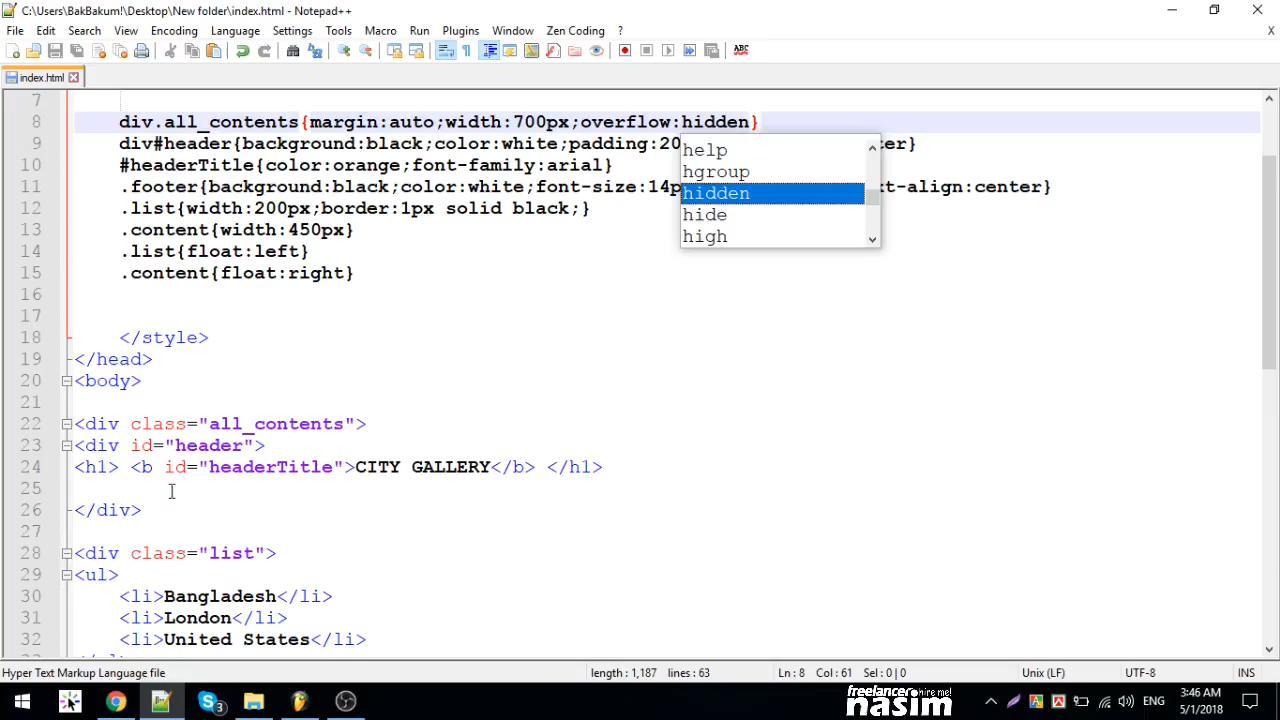 C:\Users\BakBakum!\Desktop\New folder\index.html - Notepad++
File Edit Search View Encoding Language Settings Tools Macro Run Plugins Window Zen Coding ?
X
ABC
index.html
7
8 div.all_contents{margin:auto;width:700px;overflow:hidden}
9 div#header{background:black;color:white;padding:20 er}
10 #headerTitle{color:orange;font-family:arial}
11 .footer{background:black;color:white;font-size:14p xt-align:center}
12 .list{width:200px;border:1px solid black;}
13 .content{width:450px}
14 .list{float:left}
15 .content{float:right}
16
17
18 </style>
19 </head>
20 <body>
21
22 <div class="all_contents">
23 <div id="header">
24 <h1> <b id="headerTitle">CITY GALLERY</b> </h1>
25
26 </div>
27
28 <div class="list">
29 <ul>
30 <li>Bangladesh</li>
31 <li>London</li>
32 <li>United States</li>
help
hgroup
hidden
hide
high
Hyper Text Markup Language file length : 1,187 lines : 63 Ln : 8 Col : 61 Sel : 0 | 0 Unix (LF) UTF-8 INS
3
freelancer hire me!
nasim
ENG
3:46 AM
5/1/2018